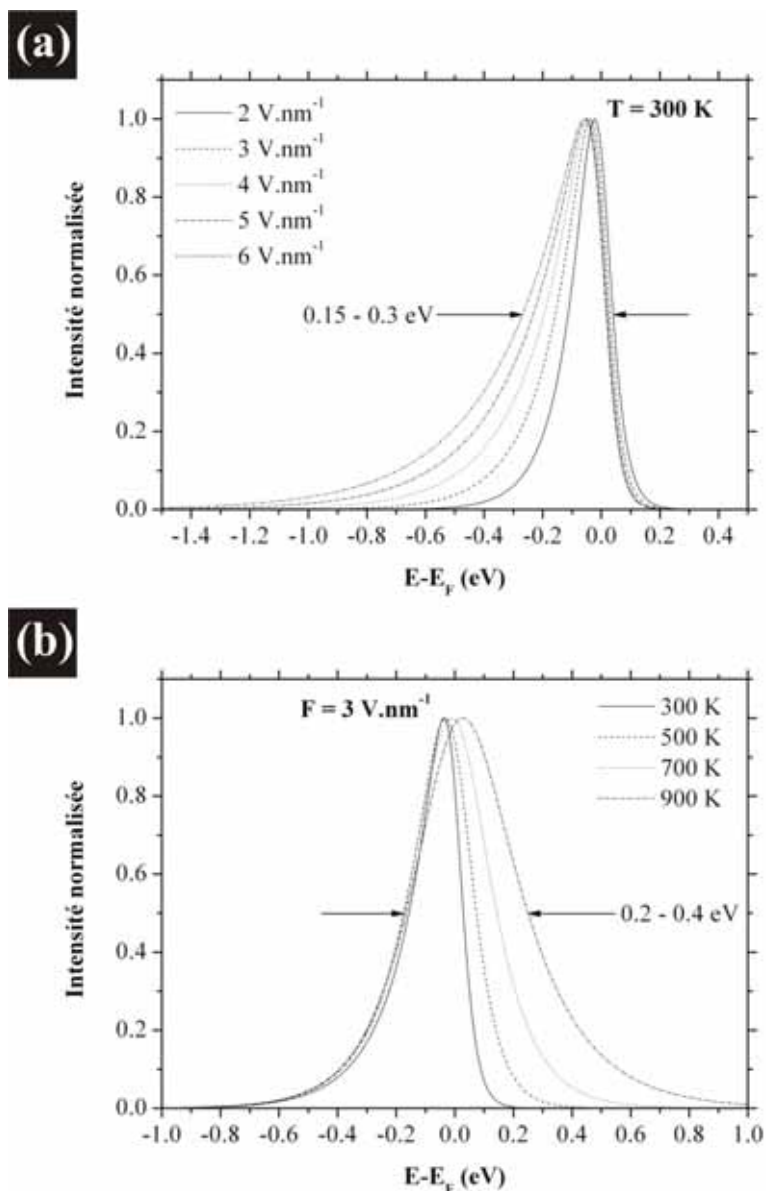 (a)
T = 300 K
2 V.nm⁻¹
3 V.nm⁻¹
4 V.nm⁻¹
5 V.nm⁻¹
6 V.nm⁻¹
0.15 - 0.3 eV
Intensité normalisée
1.0
0.8
0.6
0.4
0.2
0.0
-1.4 -1.2 -1.0 -0.8 -0.6 -0.4 -0.2 0.0 0.2 0.4
E-E_F (eV)
(b)
F = 3 V.nm⁻¹
300 K
500 K
700 K
900 K
0.2 - 0.4 eV
Intensité normalisée
1.0
0.8
0.6
0.4
0.2
0.0
-1.0 -0.8 -0.6 -0.4 -0.2 0.0 0.2 0.4 0.6 0.8 1.0
E-E_F (eV)